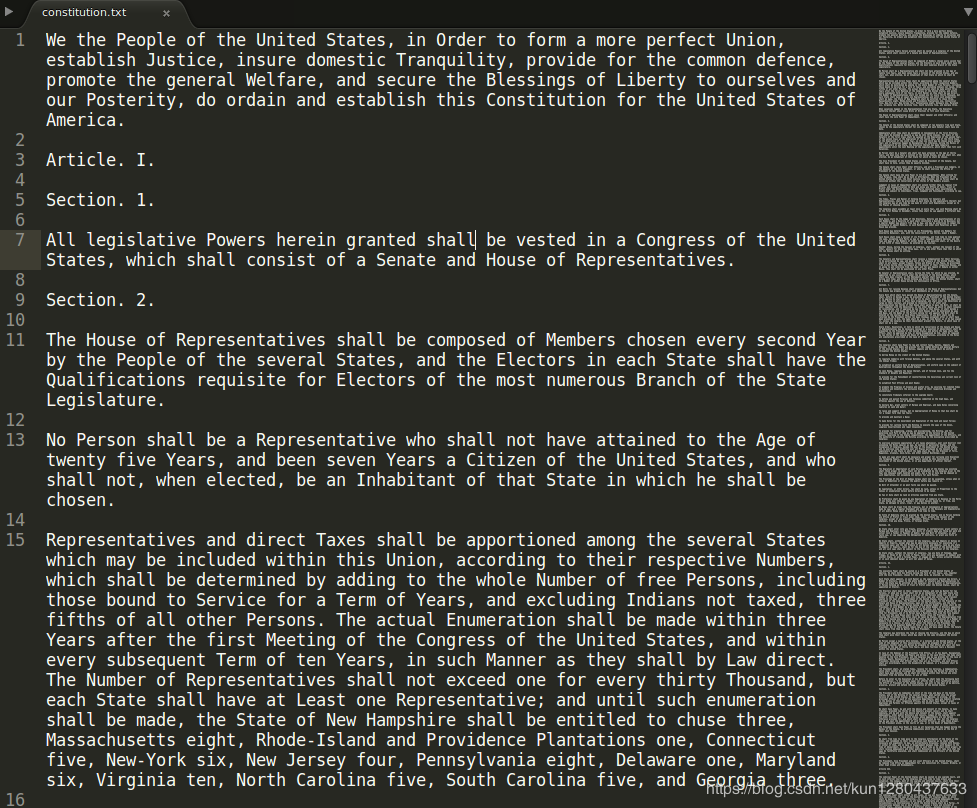 constitution.txt ×
1 We the People of the United States, in Order to form a more perfect Union,
establish Justice, insure domestic Tranquility, provide for the common defence,
promote the general Welfare, and secure the Blessings of Liberty to ourselves and
our Posterity, do ordain and establish this Constitution for the United States of
America.
2
3 Article. I.
4
5 Section. 1.
6
7 All legislative Powers herein granted shall be vested in a Congress of the United
States, which shall consist of a Senate and House of Representatives.
8
9 Section. 2.
10
11 The House of Representatives shall be composed of Members chosen every second Year
by the People of the several States, and the Electors in each State shall have the
Qualifications requisite for Electors of the most numerous Branch of the State
Legislature.
12
13 No Person shall be a Representative who shall not have attained to the Age of
twenty five Years, and been seven Years a Citizen of the United States, and who
shall not, when elected, be an Inhabitant of that State in which he shall be
chosen.
14
15 Representatives and direct Taxes shall be apportioned among the several States
which may be included within this Union, according to their respective Numbers,
which shall be determined by adding to the whole Number of free Persons, including
those bound to Service for a Term of Years, and excluding Indians not taxed, three
fifths of all other Persons. The actual Enumeration shall be made within three
Years after the first Meeting of the Congress of the United States, and within
every subsequent Term of ten Years, in such Manner as they shall by Law direct.
The Number of Representatives shall not exceed one for every thirty Thousand, but
each State shall have at Least one Representative; and until such enumeration
shall be made, the State of New Hampshire shall be entitled to chuse three,
Massachusetts eight, Rhode-Island and Providence Plantations one, Connecticut
five, New-York six, New Jersey four, Pennsylvania eight, Delaware one, Maryland
six, Virginia ten, North Carolina five, South Carolina five, and Georgia three.
16
https://blog.csdn.net/kun1280437633